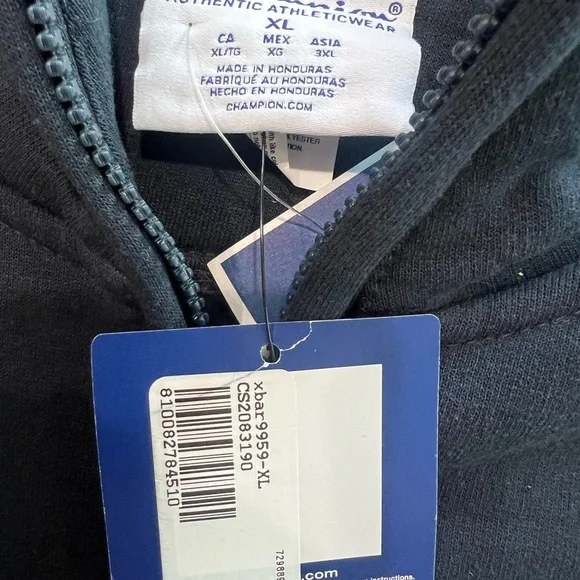 AUTHENTIC ATHLETICWEAR ®
XL
CA MEX ASIA
XL/TG XG 3XL
MADE IN HONDURAS
FABRIQUÉ AU HONDURAS
HECHO EN HONDURAS
CHAMPION.COM
xbar9959-XL
CS2083190
810082784510
.com
instructions.